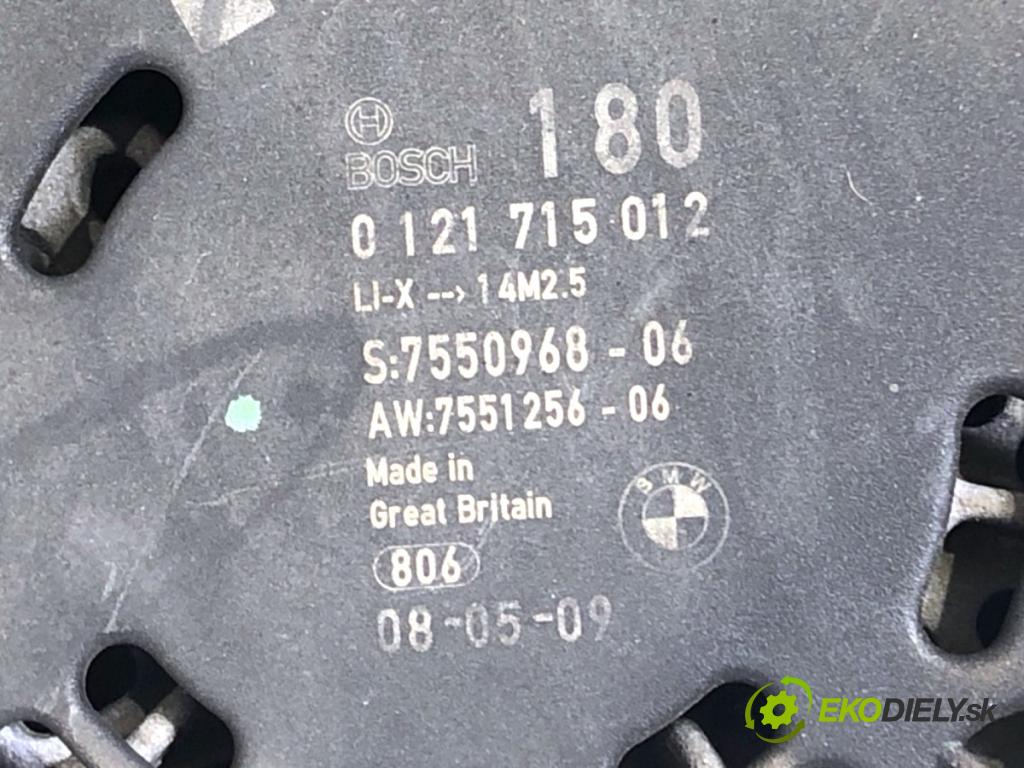 BOSCH 180
0 121 715 012
LI-X --> 14M2.5
S:7550968 - 06
AW:7551256 - 06
Made in
Great Britain
BMW
806
08-05-09
EKODIELY.sk